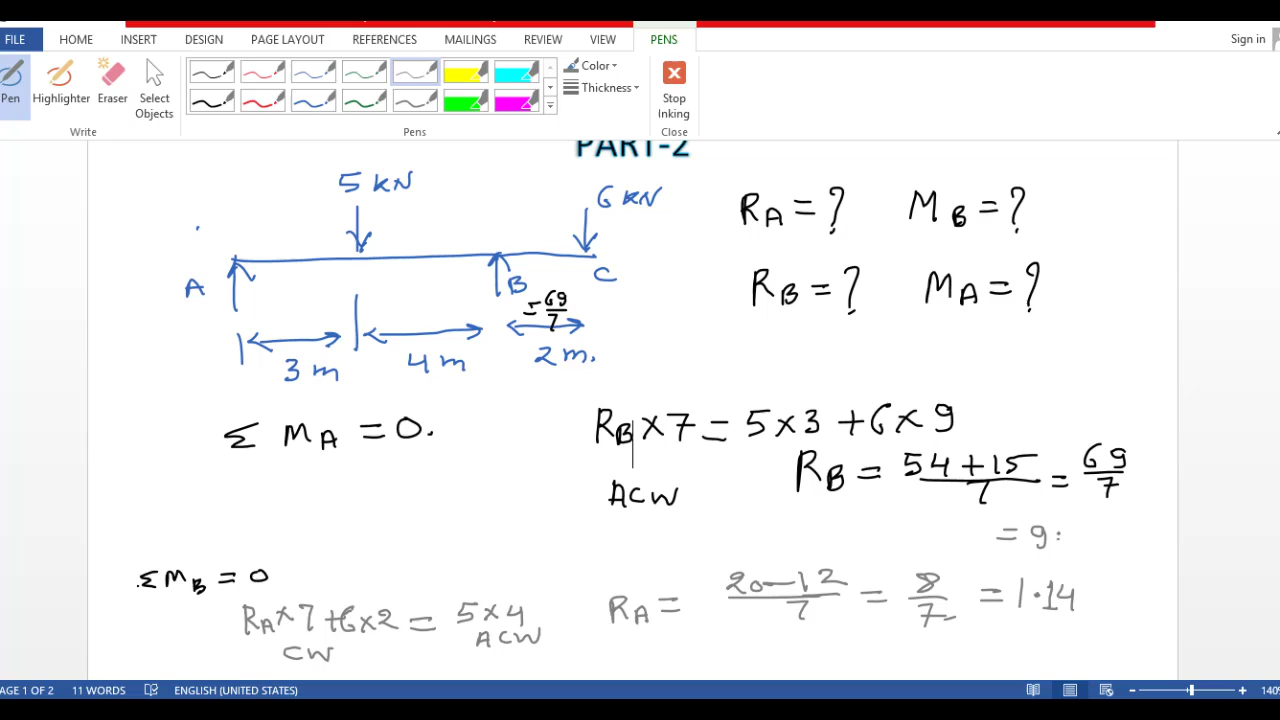 FILE HOME INSERT DESIGN PAGE LAYOUT REFERENCES MAILINGS REVIEW VIEW PENS Sign in
Pen Highlighter Eraser Select Objects Color Thickness Stop Inking
Write Pens Close
PART-2
5 kN 6 kN
RA = ? MB = ?
A B C
RB = ? MA = ?
= 69/7
3 m 4 m 2 m.
Σ MA = 0. RB × 7 = 5 × 3 + 6 × 9
ACW RB = 54 + 15 / 7 = 69/7
= 9.
ΣMB = 0
RA × 7 + 6 × 2 = 5 × 4 RA = 20 - 12 / 7 = 8/7 = 1.14
CW ACW
PAGE 1 OF 2 11 WORDS ENGLISH (UNITED STATES) 140%